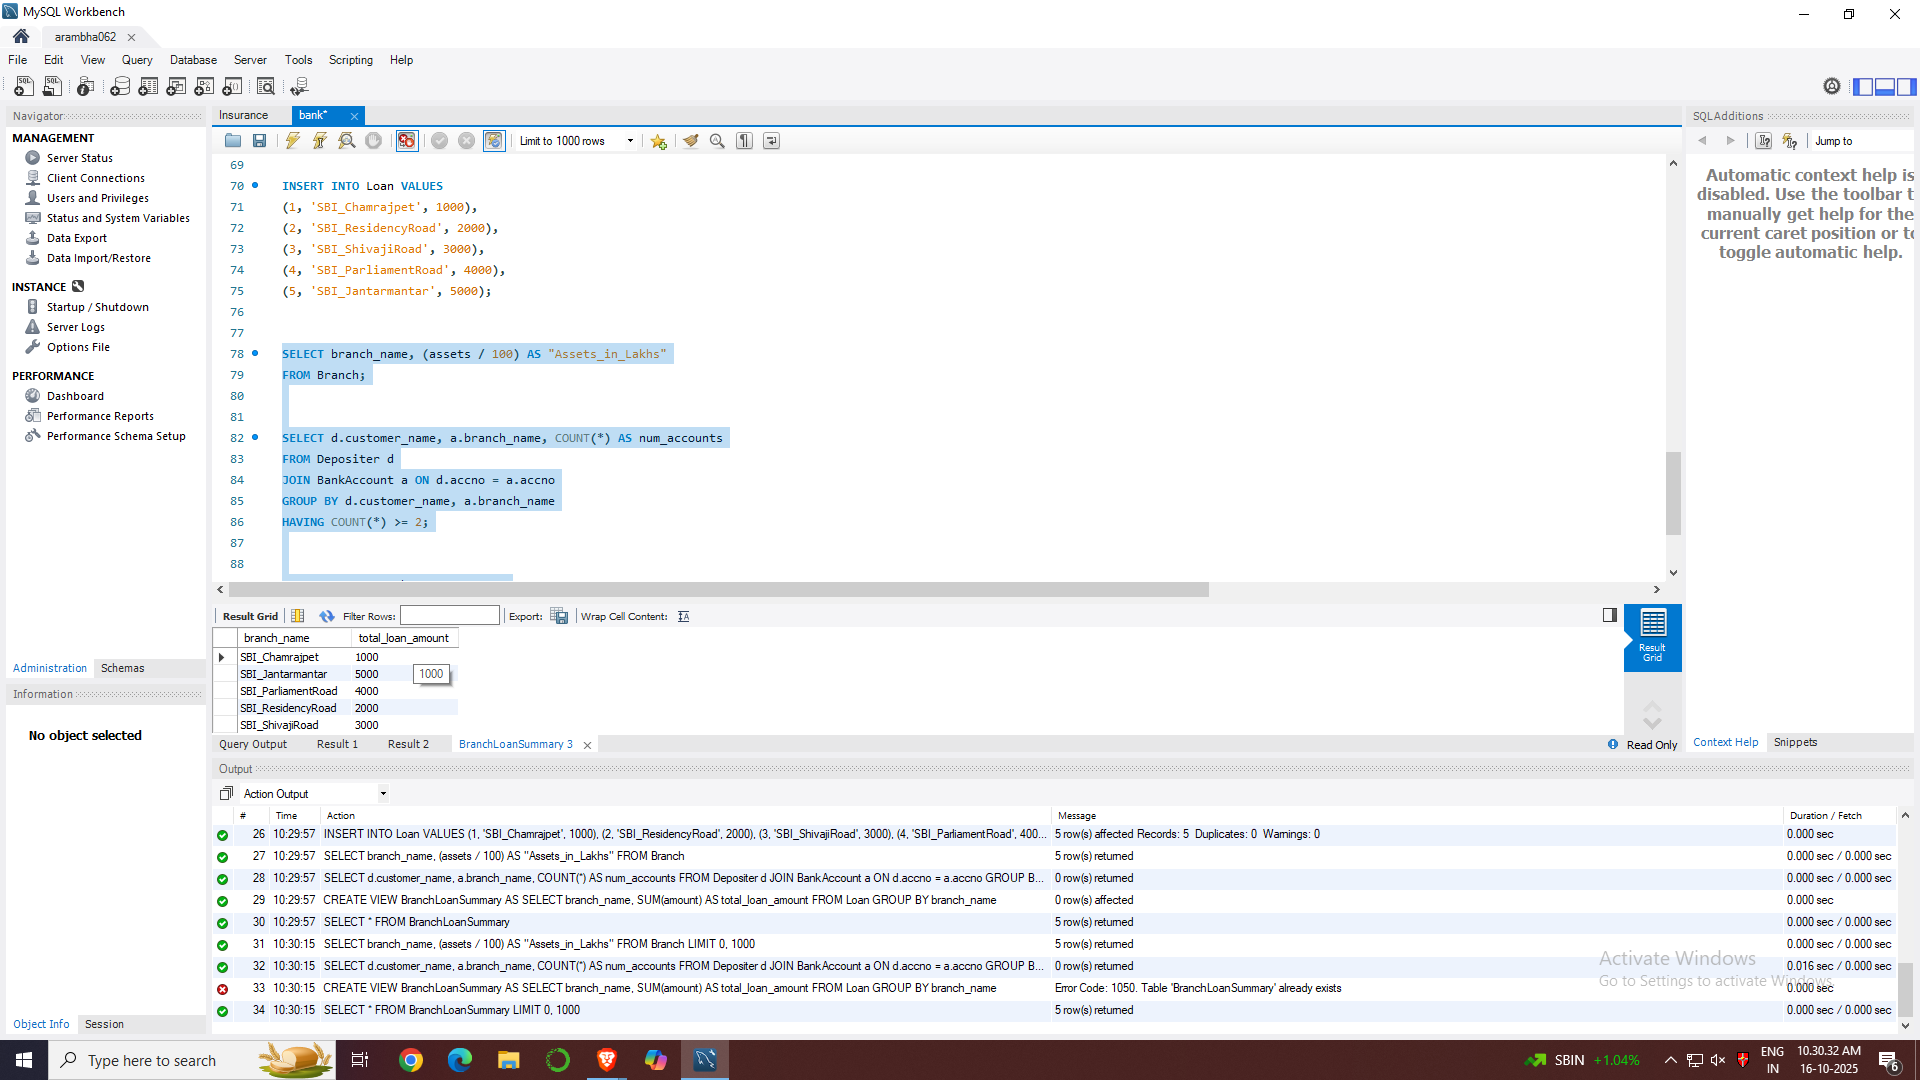 MySQL Workbench
arambha062
File Edit View Query Database Server Tools Scripting Help
Navigator
MANAGEMENT
Server Status
Client Connections
Users and Privileges
Status and System Variables
Data Export
Data Import/Restore
INSTANCE
Startup / Shutdown
Server Logs
Options File
PERFORMANCE
Dashboard
Performance Reports
Performance Schema Setup
Administration Schemas
Information
No object selected
Object Info Session
Insurance bank*
Limit to 1000 rows
69
70 INSERT INTO Loan VALUES
71 (1, 'SBI_Chamrajpet', 1000),
72 (2, 'SBI_ResidencyRoad', 2000),
73 (3, 'SBI_ShivajiRoad', 3000),
74 (4, 'SBI_ParliamentRoad', 4000),
75 (5, 'SBI_Jantarmantar', 5000);
76
77
78 SELECT branch_name, (assets / 100) AS "Assets_in_Lakhs"
79 FROM Branch;
80
81
82 SELECT d.customer_name, a.branch_name, COUNT(*) AS num_accounts
83 FROM Depositer d
84 JOIN BankAccount a ON d.accno = a.accno
85 GROUP BY d.customer_name, a.branch_name
86 HAVING COUNT(*) >= 2;
87
88
Result Grid Filter Rows: Export: Wrap Cell Content:
branch_name total_loan_amount
SBI_Chamrajpet 1000
SBI_Jantarmantar 5000
1000
SBI_ParliamentRoad 4000
SBI_ResidencyRoad 2000
SBI_ShivajiRoad 3000
Result
Grid
Query Output Result 1 Result 2 BranchLoanSummary 3
Read Only
SQLAdditions
Jump to
Automatic context help is
disabled. Use the toolbar t
manually get help for the
current caret position or to
toggle automatic help.
Context Help Snippets
Output
Action Output
# Time Action Message Duration / Fetch
26 10:29:57 INSERT INTO Loan VALUES (1, 'SBI_Chamrajpet', 1000), (2, 'SBI_ResidencyRoad', 2000), (3, 'SBI_ShivajiRoad', 3000), (4, 'SBI_ParliamentRoad', 400... 5 row(s) affected Records: 5 Duplicates: 0 Warnings: 0 0.000 sec
27 10:29:57 SELECT branch_name, (assets / 100) AS "Assets_in_Lakhs" FROM Branch 5 row(s) returned 0.000 sec / 0.000 sec
28 10:29:57 SELECT d.customer_name, a.branch_name, COUNT(*) AS num_accounts FROM Depositer d JOIN BankAccount a ON d.accno = a.accno GROUP B... 0 row(s) returned 0.000 sec / 0.000 sec
29 10:29:57 CREATE VIEW BranchLoanSummary AS SELECT branch_name, SUM(amount) AS total_loan_amount FROM Loan GROUP BY branch_name 0 row(s) affected 0.000 sec
30 10:29:57 SELECT * FROM BranchLoanSummary 5 row(s) returned 0.000 sec / 0.000 sec
31 10:30:15 SELECT branch_name, (assets / 100) AS "Assets_in_Lakhs" FROM Branch LIMIT 0, 1000 5 row(s) returned 0.000 sec / 0.000 sec
32 10:30:15 SELECT d.customer_name, a.branch_name, COUNT(*) AS num_accounts FROM Depositer d JOIN BankAccount a ON d.accno = a.accno GROUP B... 0 row(s) returned 0.016 sec / 0.000 sec
33 10:30:15 CREATE VIEW BranchLoanSummary AS SELECT branch_name, SUM(amount) AS total_loan_amount FROM Loan GROUP BY branch_name Error Code: 1050. Table 'BranchLoanSummary' already exists 0.000 sec
34 10:30:15 SELECT * FROM BranchLoanSummary LIMIT 0, 1000 5 row(s) returned 0.000 sec / 0.000 sec
Activate Windows
Go to Settings to activate Windows.
Type here to search
SBIN +1.04%
ENG
IN
10.30.32 AM
16-10-2025
6